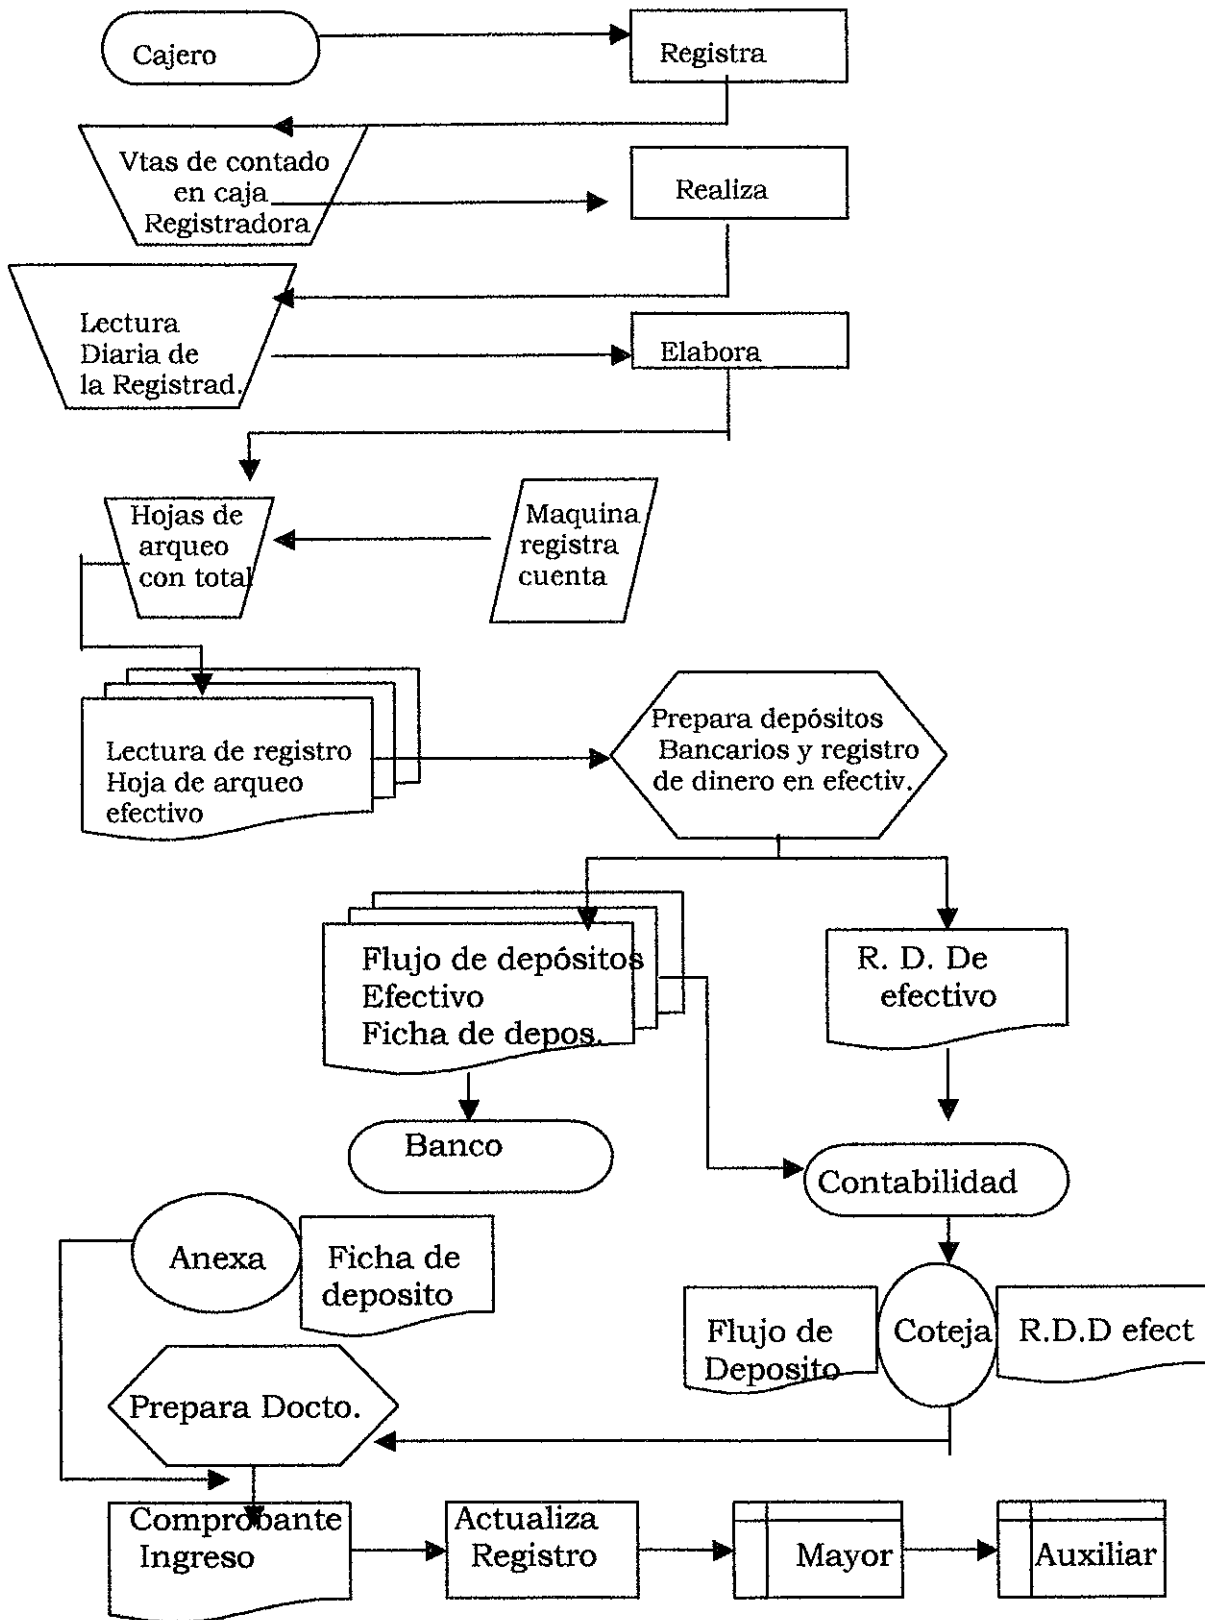 Cajero
Registra
Vtas de contado
en caja
Registradora
Realiza
Lectura
Diaria de
la Registrad.
Elabora
Hojas de
arqueo
con total
Maquina
registra
cuenta
Lectura de registro
Hoja de arqueo
efectivo
Prepara depósitos
Bancarios y registro
de dinero en efectiv.
Flujo de depósitos
Efectivo
Ficha de depos.
R. D. De
efectivo
Banco
Contabilidad
Anexa
Ficha de
deposito
Flujo de
Deposito
Coteja
R.D.D efect
Prepara Docto.
Comprobante
Ingreso
Actualiza
Registro
Mayor
Auxiliar